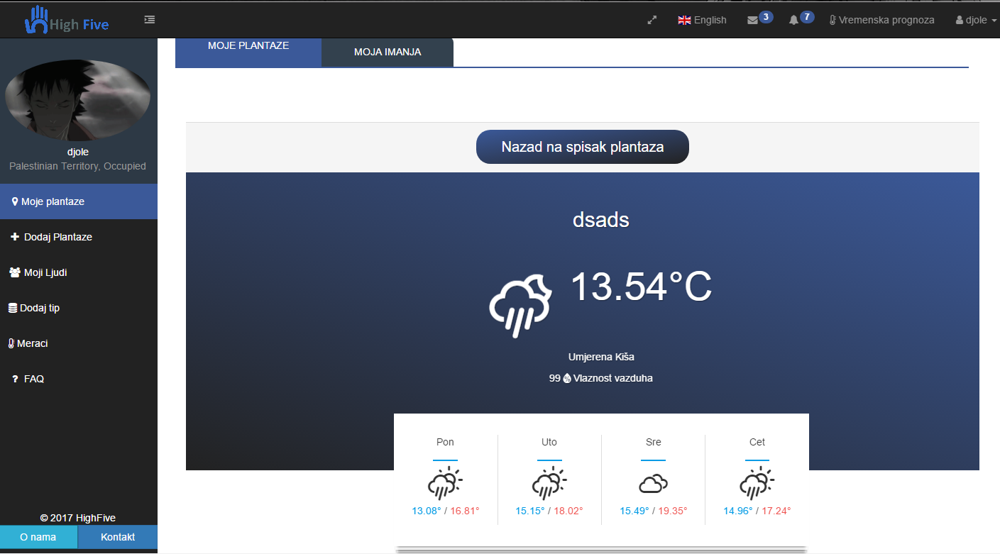 High Five
English
3
7
Vremenska prognoza
djole
MOJE PLANTAZE
MOJA IMANJA
djole
Palestinian Territory, Occupied
Moje plantaze
Dodaj Plantaze
Moji Ljudi
Dodaj tip
Meraci
? FAQ
© 2017 HighFive
O nama
Kontakt
Nazad na spisak plantaza
dsads
13.54°C
Umjerena Kiša
99 % Vlaznost vazduha
Pon
13.08° / 16.81°
Uto
15.15° / 18.02°
Sre
15.49° / 19.35°
Cet
14.96° / 17.24°